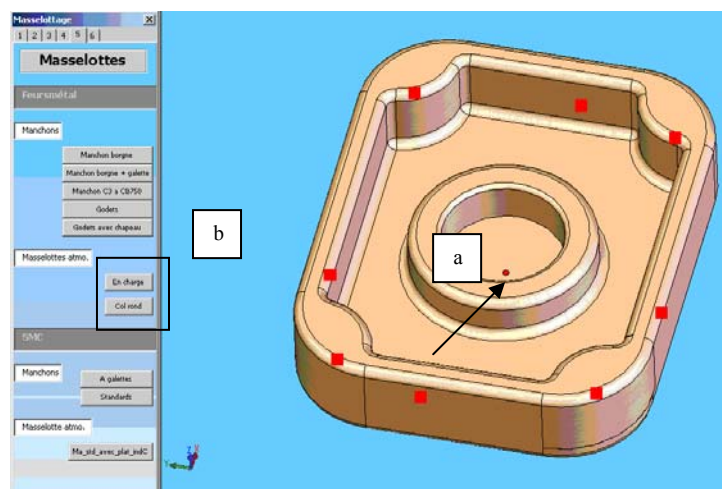 Masselottage
1 2 3 4 5 6
Masselottes
Feursmétal
Manchons
Manchon borgne
Manchon borgne + galette
Manchon C3 a CB750
Godets
Godets avec chapeau
Masselottes atmo.
En charge
Col rond
SMC
Manchons
A galettes
Standards
Masselotte atmo.
Ma_std_avec_plat_indC
b
a
Z
X
Y